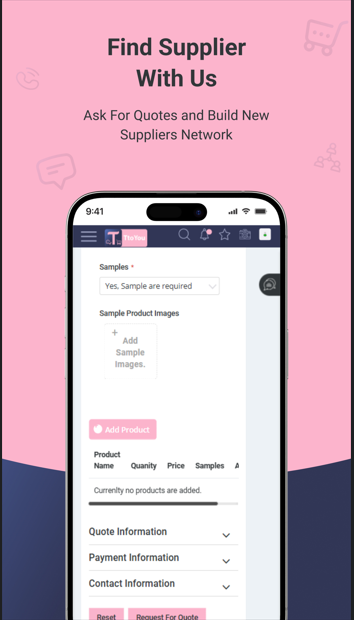 Find Supplier
With Us
Ask For Quotes and Build New
Suppliers Network
9:41
Samples *
Yes, Sample are required
Sample Product Images
+
Add
Sample
Images.
Add Product
Product
Name Quanity Price Samples A
Currenlty no products are added.
Quote Information
Payment Information
Contact Information
Reset Request For Quote